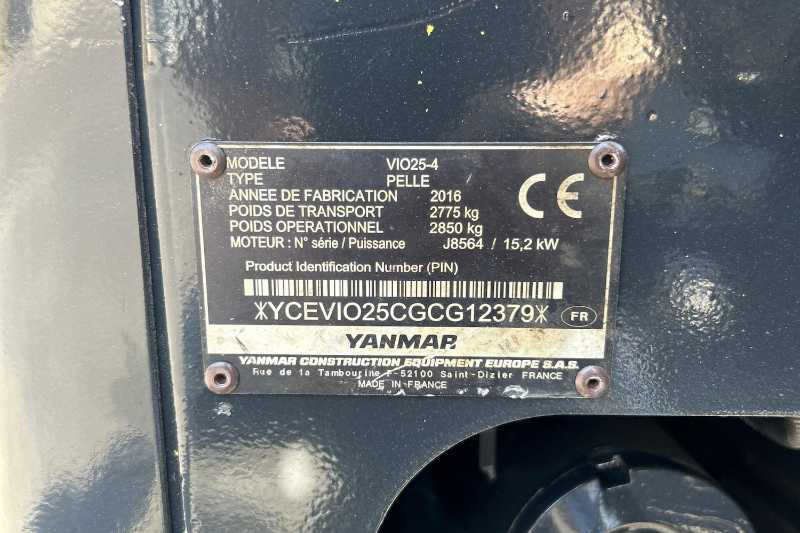 MODELE VIO25-4
TYPE PELLE
ANNEE DE FABRICATION 2016
POIDS DE TRANSPORT 2775 kg
POIDS OPERATIONNEL 2850 kg
MOTEUR : N° série / Puissance J8564 / 15,2 kW
CE
Product Identification Number (PIN)
*YCEVIO25CGCG12379*
FR
YANMAR
YANMAR CONSTRUCTION EQUIPMENT EUROPE S.A.S.
Rue de la Tambourine F-52100 Saint-Dizier FRANCE
MADE IN FRANCE